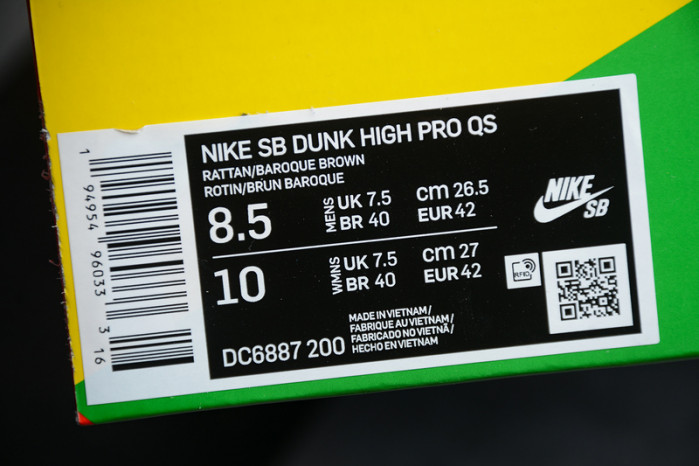 NIKE SB DUNK HIGH PRO QS
RATTAN/BAROQUE BROWN
ROTIN/BRUN BAROQUE
8.5
MENS
UK 7.5
BR 40
cm 26.5
EUR 42
10
WMNS
UK 7.5
BR 40
cm 27
EUR 42
MADE IN VIETNAM/
FABRIQUE AU VIETNAM/
FABRICADO NO VIETNÃ/
HECHO EN VIETNAM
DC6887 200
NIKE
SB
RFID
1 94954 96033 3 16